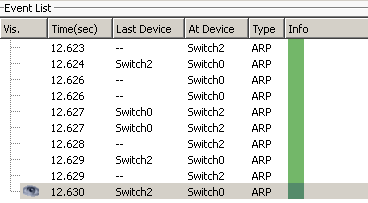 Event List
Vis. Time(sec) Last Device At Device Type Info
12.623 -- Switch2 ARP
12.624 Switch2 Switch0 ARP
12.626 -- Switch0 ARP
12.626 -- Switch0 ARP
12.627 Switch0 Switch2 ARP
12.627 Switch0 Switch2 ARP
12.628 -- Switch2 ARP
12.629 Switch2 Switch0 ARP
12.629 -- Switch2 ARP
12.630 Switch2 Switch0 ARP